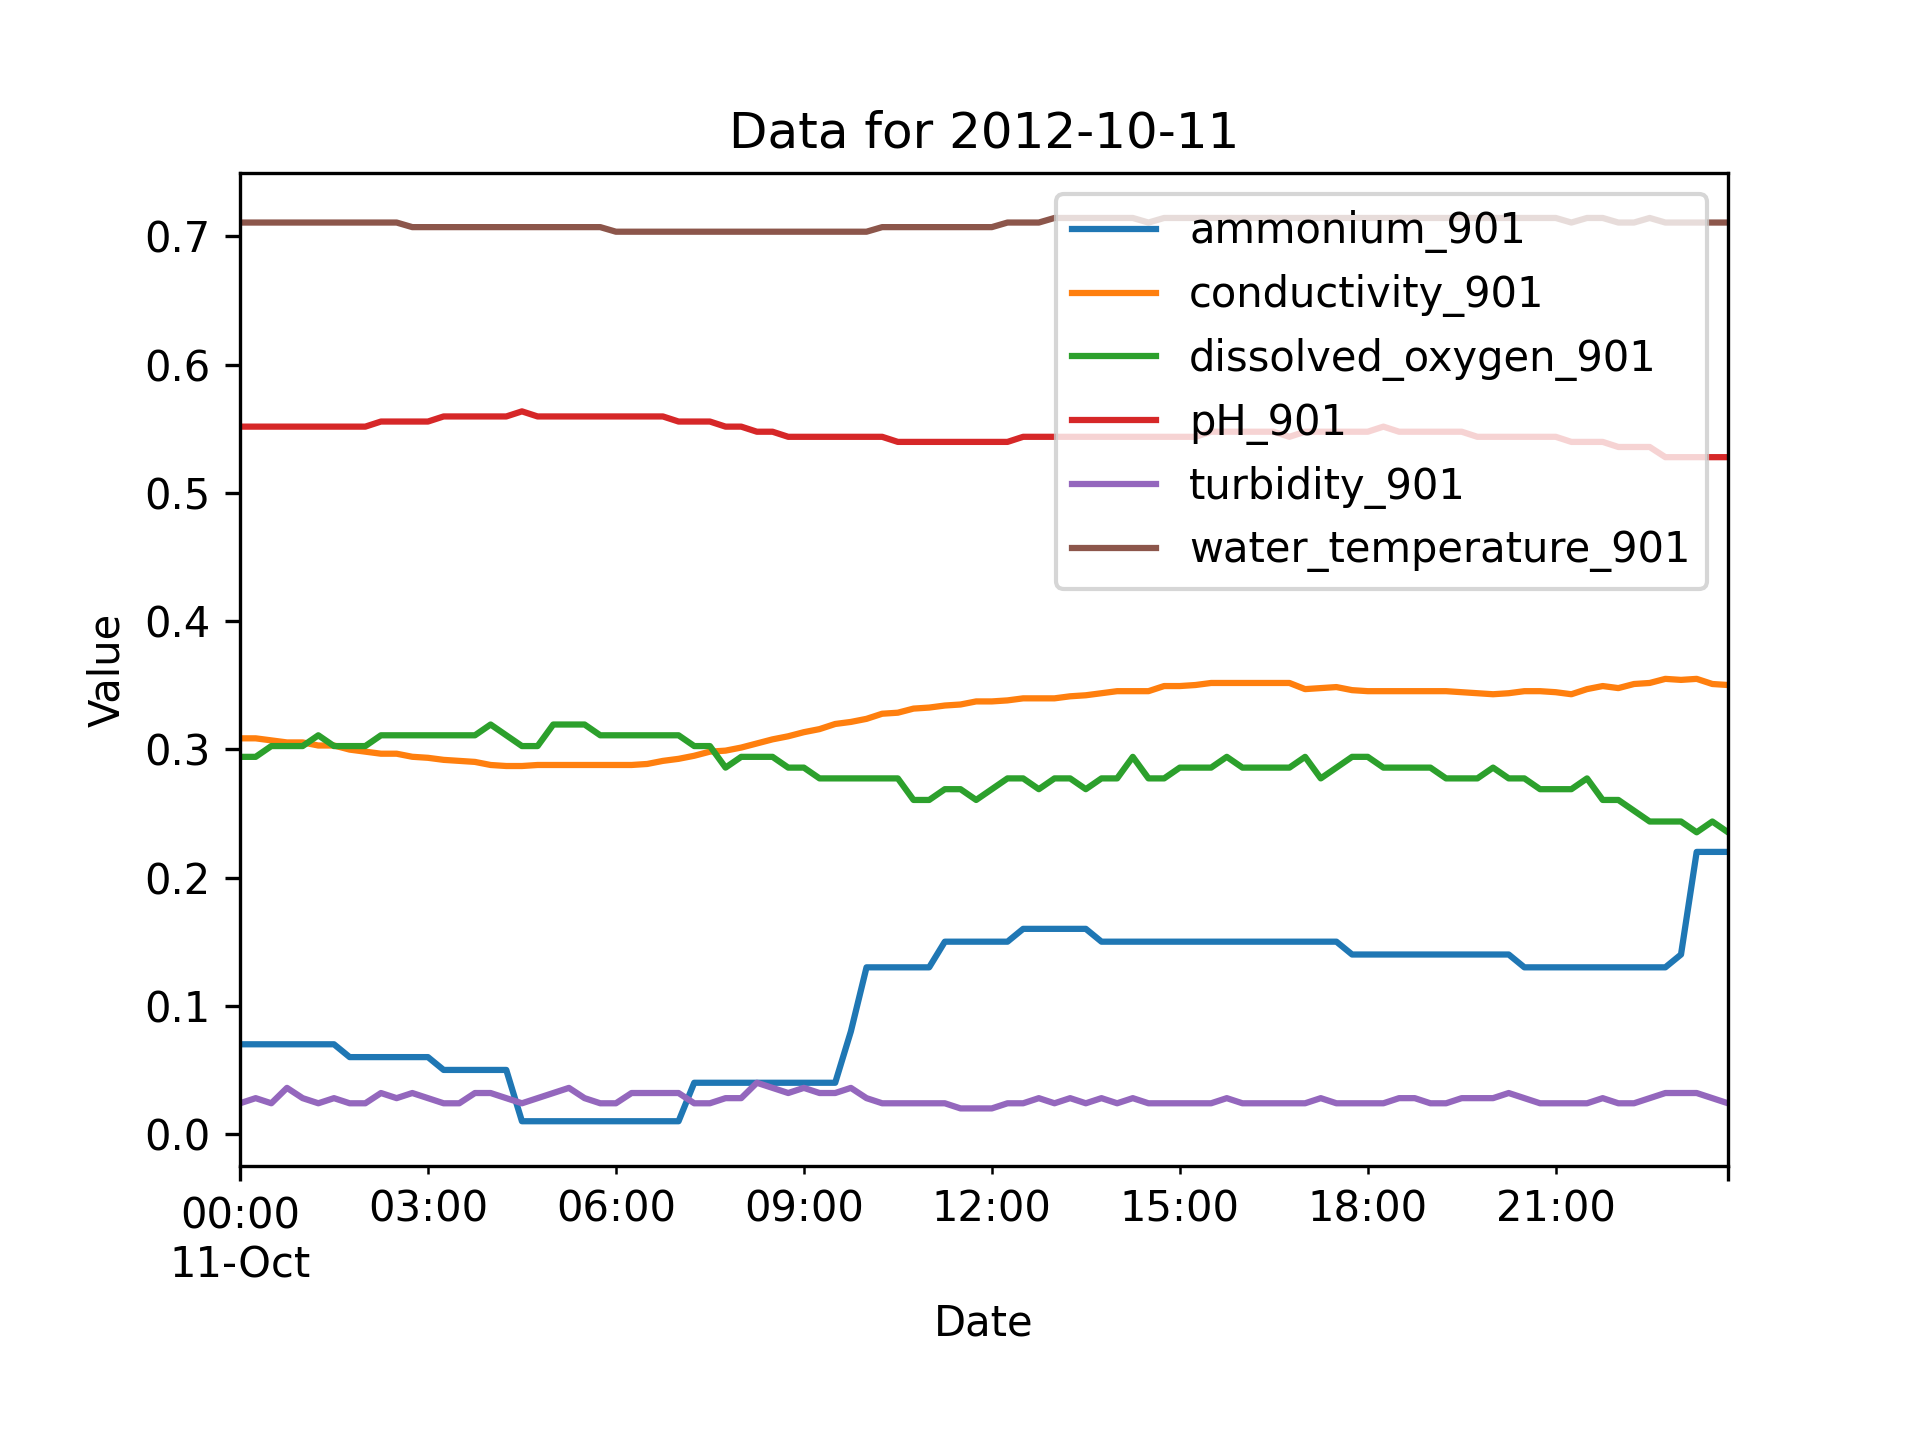 Data for 2012-10-11
ammonium_901
conductivity_901
dissolved_oxygen_901
pH_901
turbidity_901
water_temperature_901
Value
0.7
0.6
0.5
0.4
0.3
0.2
0.1
0.0
00:00 03:00 06:00 09:00 12:00 15:00 18:00 21:00
11-Oct
Date